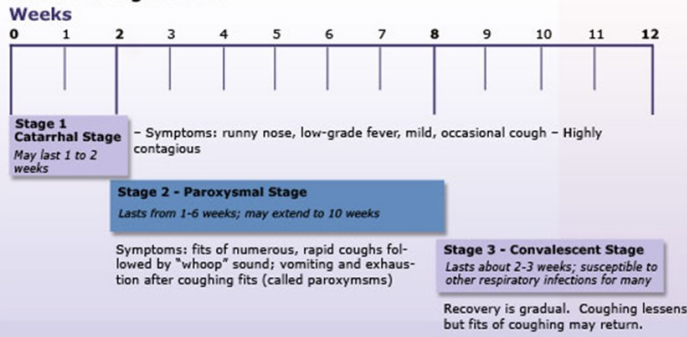 Weeks
0 1 2 3 4 5 6 7 8 9 10 11 12
Stage 1
Catarrhal Stage
May last 1 to 2
weeks
– Symptoms: runny nose, low-grade fever, mild, occasional cough – Highly
contagious
Stage 2 - Paroxysmal Stage
Lasts from 1-6 weeks; may extend to 10 weeks
Symptoms: fits of numerous, rapid coughs fol-
lowed by “whoop” sound; vomiting and exhaus-
tion after coughing fits (called paroxymsms)
Stage 3 - Convalescent Stage
Lasts about 2-3 weeks; susceptible to
other respiratory infections for many
Recovery is gradual. Coughing lessens
but fits of coughing may return.